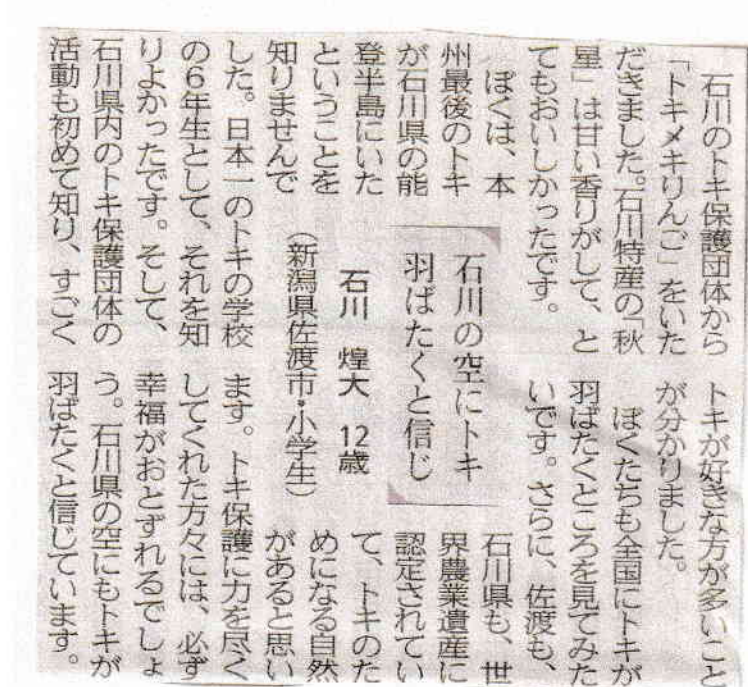 石川の空にトキ
羽ばたくと信じ
石川 煌大 12歳
(新潟県佐渡市・小学生)
石川のトキ保護団体から
「トキメキりんご」をいた
だきました。石川特産の「秋
星」は甘い香りがして、と
てもおいしかったです。
ぼくは、本
州最後のトキ
が石川県の能
登半島にいた
ということを
知りませんで
した。日本一のトキの学校
の6年生として、それを知
りよかったです。そして、
石川県内のトキ保護団体の
活動も初めて知り、すごく
トキが好きな方が多いこと
が分かりました。
ぼくたちも全国にトキが
羽ばたくところを見てみた
いです。さらに、佐渡も、
石川県も、世
界農業遺産に
認定されてい
て、トキのた
めになる自然
があると思い
ます。トキ保護に力を尽く
してくれた方々には、必ず
幸福がおとずれるでしょ
う。石川県の空にもトキが
羽ばたくと信じています。